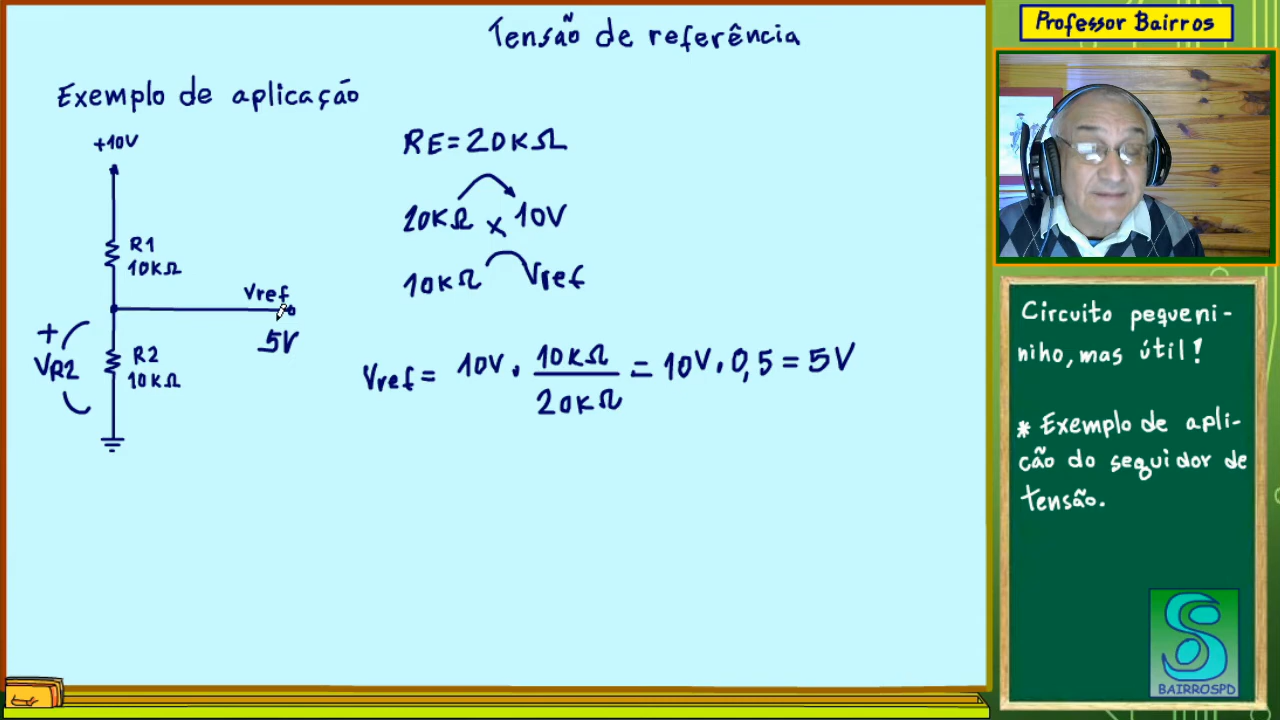 Tensão de referência
Exemplo de aplicação
+10V
R1
10KΩ
Vref
5V
+
VR2
R2
10KΩ
RE=20KΩ
20KΩ x 10V
10KΩ Vref
Vref = 10V . 10KΩ / 20KΩ = 10V . 0,5 = 5V
Professor Bairros
Circuito pequeni-
ninho, mas útil!
* Exemplo de apli-
cão do seguidor de
tensão.
BAIRROSPD